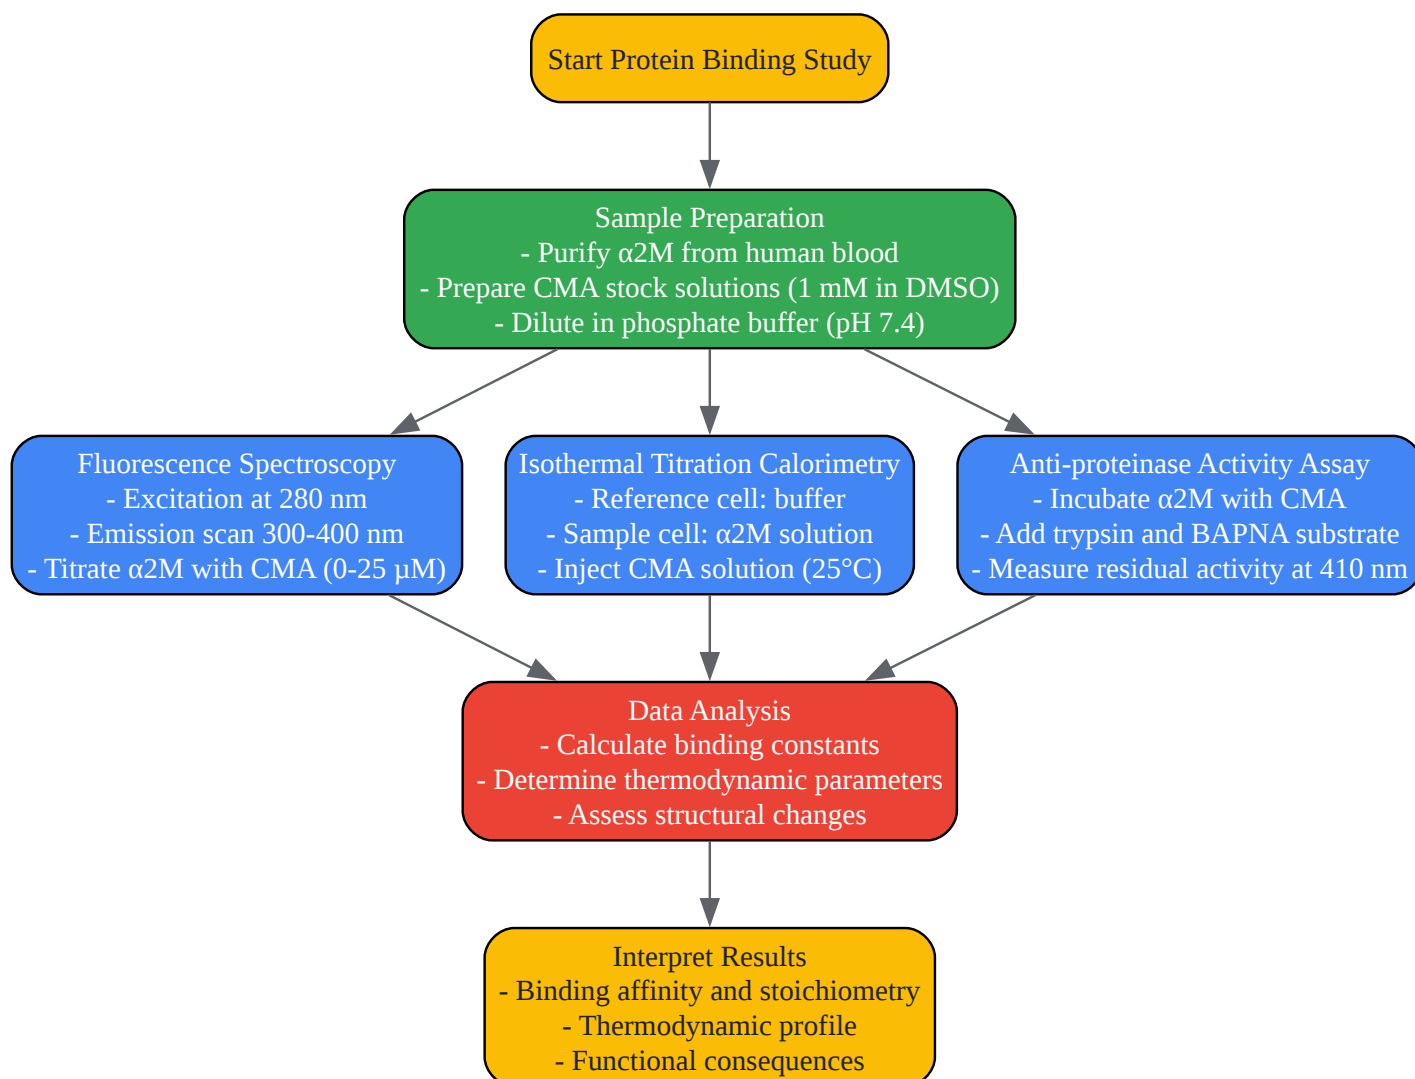 Start Protein Binding Study
Sample Preparation
- Purify α2M from human blood
- Prepare CMA stock solutions (1 mM in DMSO)
- Dilute in phosphate buffer (pH 7.4)
Fluorescence Spectroscopy
- Excitation at 280 nm
- Emission scan 300-400 nm
- Titrate α2M with CMA (0-25 µM)
Isothermal Titration Calorimetry
- Reference cell: buffer
- Sample cell: α2M solution
- Inject CMA solution (25°C)
Anti-proteinase Activity Assay
- Incubate α2M with CMA
- Add trypsin and BAPNA substrate
- Measure residual activity at 410 nm
Data Analysis
- Calculate binding constants
- Determine thermodynamic parameters
- Assess structural changes
Interpret Results
- Binding affinity and stoichiometry
- Thermodynamic profile
- Functional consequences